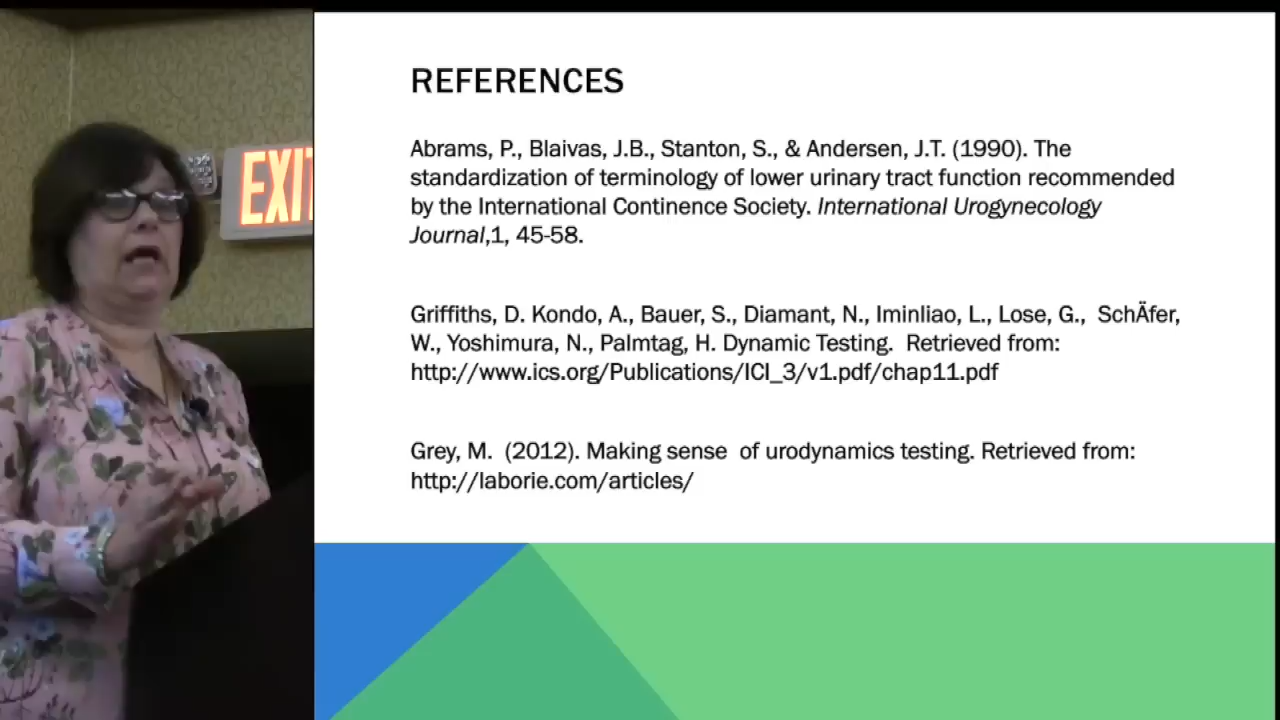 EXIT
REFERENCES
Abrams, P., Blaivas, J.B., Stanton, S., & Andersen, J.T. (1990). The
standardization of terminology of lower urinary tract function recommended
by the International Continence Society. International Urogynecology
Journal,1, 45-58.
Griffiths, D. Kondo, A., Bauer, S., Diamant, N., Iminliao, L., Lose, G.,  SchÄfer,
W., Yoshimura, N., Palmtag, H. Dynamic Testing.  Retrieved from:
http://www.ics.org/Publications/ICI_3/v1.pdf/chap11.pdf
Grey, M.  (2012). Making sense  of urodynamics testing. Retrieved from:
http://laborie.com/articles/